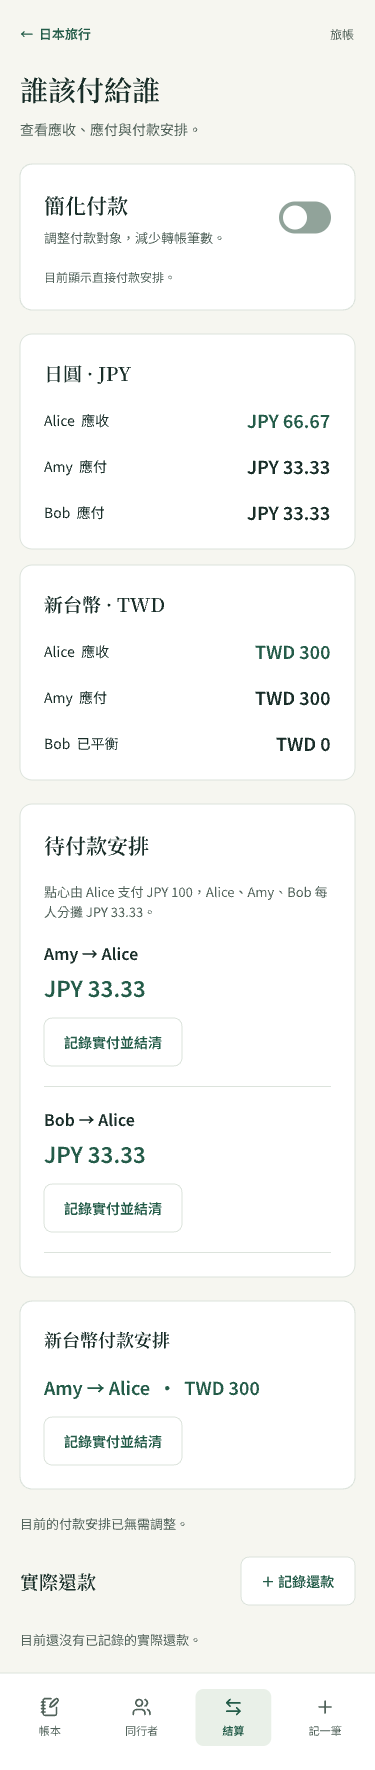 ← 日本旅行
旅帳
誰該付給誰
查看應收、應付與付款安排。
簡化付款
調整付款對象，減少轉帳筆數。
目前顯示直接付款安排。
日圓 · JPY
Alice 應收 JPY 66.67
Amy 應付 JPY 33.33
Bob 應付 JPY 33.33
新台幣 · TWD
Alice 應收 TWD 300
Amy 應付 TWD 300
Bob 已平衡 TWD 0
待付款安排
點心由 Alice 支付 JPY 100，Alice、Amy、Bob 每
人分攤 JPY 33.33。
Amy → Alice
JPY 33.33
記錄實付並結清
Bob → Alice
JPY 33.33
記錄實付並結清
新台幣付款安排
Amy → Alice ・ TWD 300
記錄實付並結清
目前的付款安排已無需調整。
實際還款
＋ 記錄還款
目前還沒有已記錄的實際還款。
帳本
同行者
結算
記一筆